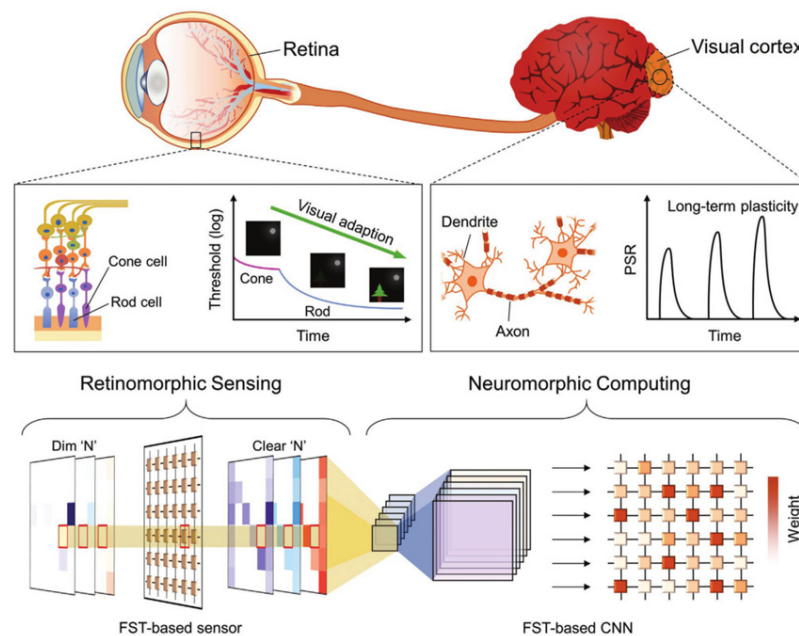 Retina
Visual cortex
Cone cell
Rod cell
Threshold (log)
Visual adaption
Cone
Rod
Time
Dendrite
Axon
Long-term plasticity
PSR
Time
Retinomorphic Sensing
Neuromorphic Computing
Dim 'N'
Clear 'N'
Weight
FST-based sensor
FST-based CNN